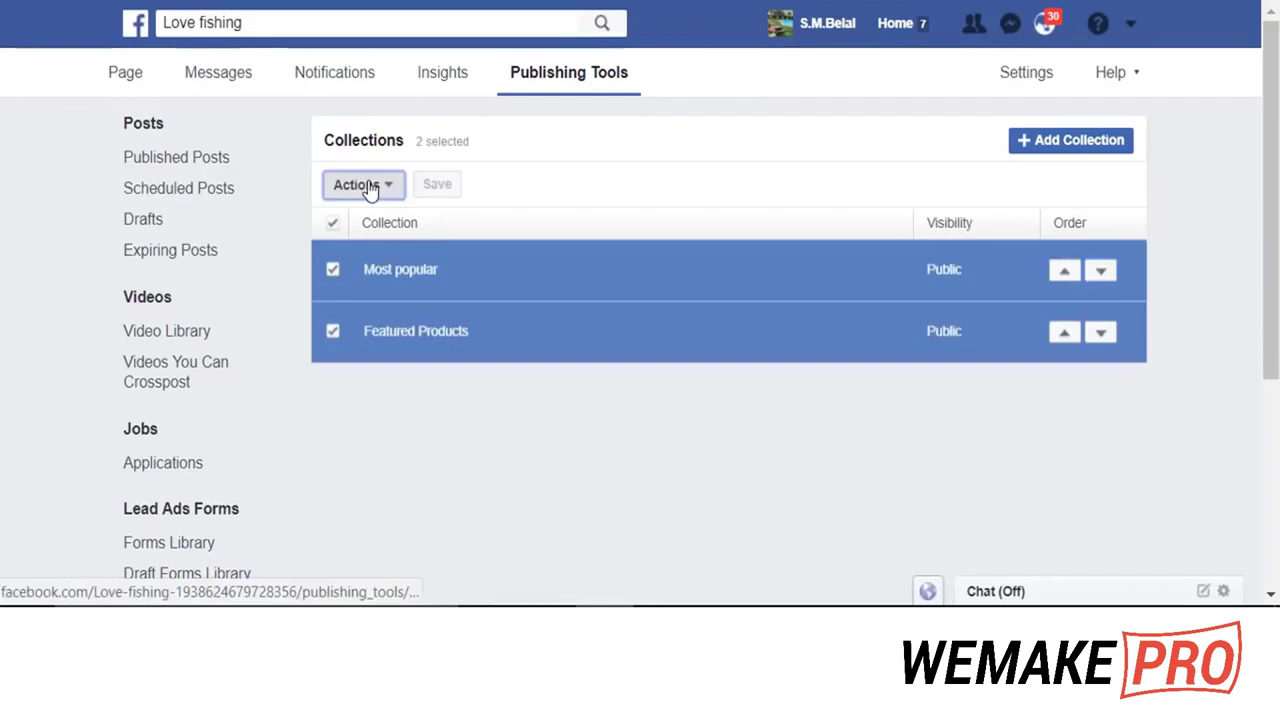 Love fishing
S.M.Belal
Home 7
30
Page
Messages
Notifications
Insights
Publishing Tools
Settings
Help
Posts
Published Posts
Scheduled Posts
Drafts
Expiring Posts
Videos
Video Library
Videos You Can
Crosspost
Jobs
Applications
Lead Ads Forms
Forms Library
Draft Forms Library
Collections 2 selected
+ Add Collection
Actions
Save
Collection
Visibility
Order
Most popular
Public
Featured Products
Public
facebook.com/Love-fishing-1938624679728356/publishing_tools/...
Chat (Off)
WEMAKE PRO